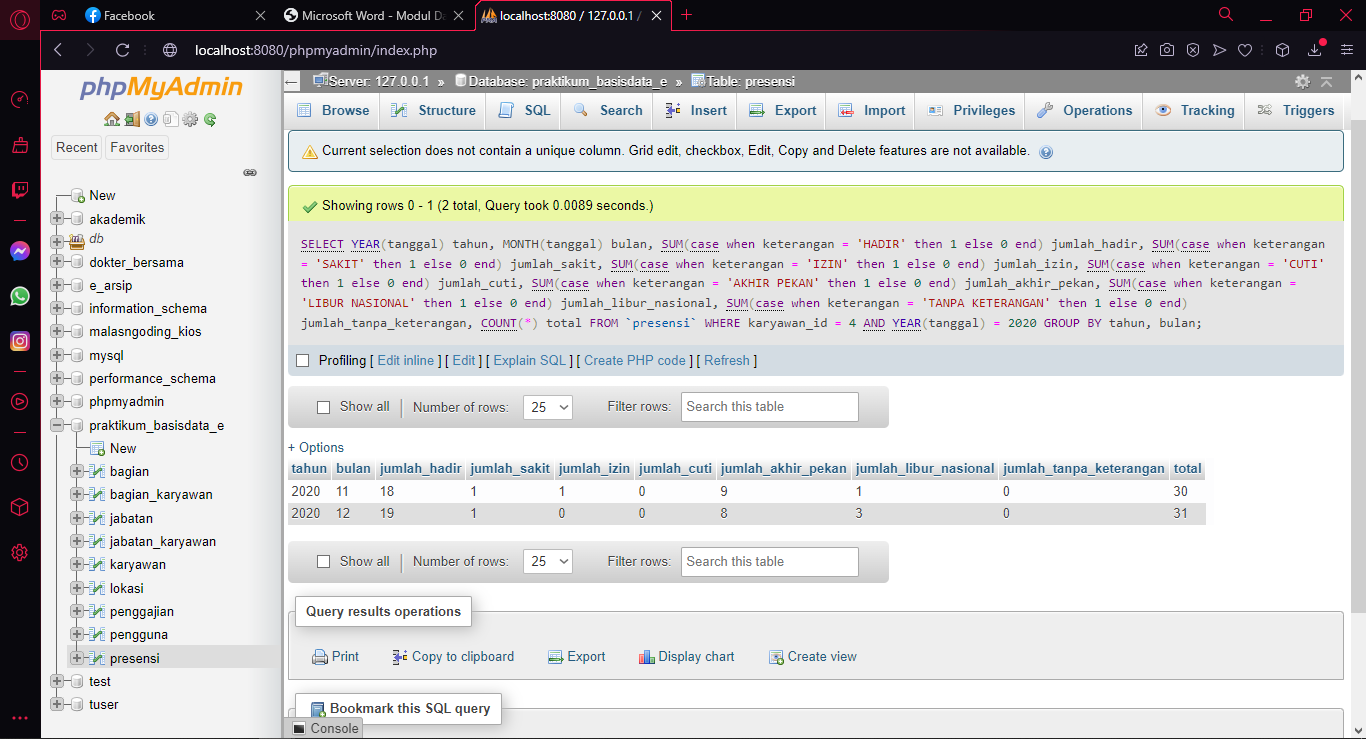 Facebook
Microsoft Word - Modul Da
localhost:8080 / 127.0.0.1 /
localhost:8080/phpmyadmin/index.php
phpMyAdmin
Recent
Favorites
New
akademik
db
dokter_bersama
e_arsip
information_schema
malasngoding_kios
mysql
performance_schema
phpmyadmin
praktikum_basisdata_e
New
bagian
bagian_karyawan
jabatan
jabatan_karyawan
karyawan
lokasi
penggajian
pengguna
presensi
test
tuser
Server: 127.0.0.1 » Database: praktikum_basisdata_e » Table: presensi
Browse Structure SQL Search Insert Export Import Privileges Operations Tracking Triggers
Current selection does not contain a unique column. Grid edit, checkbox, Edit, Copy and Delete features are not available.
Showing rows 0 - 1 (2 total, Query took 0.0089 seconds.)
SELECT YEAR(tanggal) tahun, MONTH(tanggal) bulan, SUM(case when keterangan = 'HADIR' then 1 else 0 end) jumlah_hadir, SUM(case when keterangan
= 'SAKIT' then 1 else 0 end) jumlah_sakit, SUM(case when keterangan = 'IZIN' then 1 else 0 end) jumlah_izin, SUM(case when keterangan = 'CUTI'
then 1 else 0 end) jumlah_cuti, SUM(case when keterangan = 'AKHIR PEKAN' then 1 else 0 end) jumlah_akhir_pekan, SUM(case when keterangan =
'LIBUR NASIONAL' then 1 else 0 end) jumlah_libur_nasional, SUM(case when keterangan = 'TANPA KETERANGAN' then 1 else 0 end)
jumlah_tanpa_keterangan, COUNT(*) total FROM `presensi` WHERE karyawan_id = 4 AND YEAR(tanggal) = 2020 GROUP BY tahun, bulan;
Profiling [ Edit inline ] [ Edit ] [ Explain SQL ] [ Create PHP code ] [ Refresh ]
Show all | Number of rows: 25 Filter rows: Search this table
+ Options
tahun bulan jumlah_hadir jumlah_sakit jumlah_izin jumlah_cuti jumlah_akhir_pekan jumlah_libur_nasional jumlah_tanpa_keterangan total
2020 11 18 1 1 0 9 1 0 30
2020 12 19 1 0 0 8 3 0 31
Show all | Number of rows: 25 Filter rows: Search this table
Query results operations
Print Copy to clipboard Export Display chart Create view
Bookmark this SQL query
Console